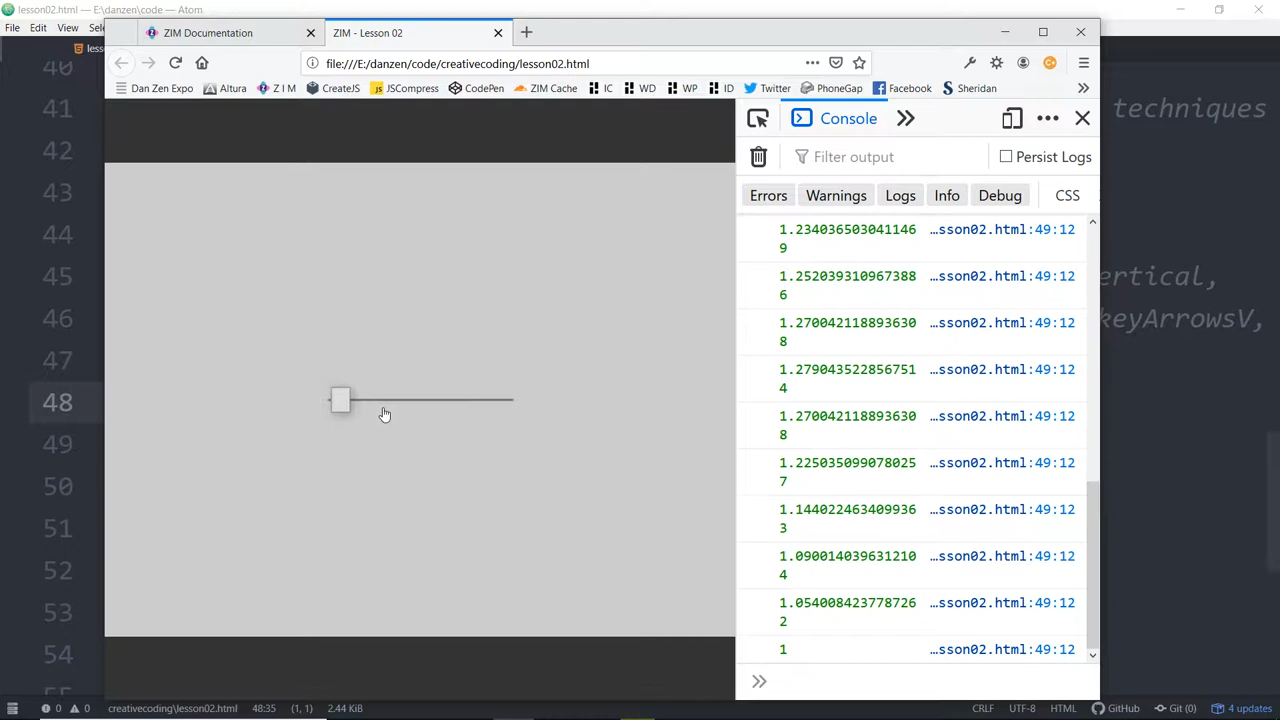 lesson02.html — E:\danzen\code — Atom
File Edit View
ZIM Documentation
ZIM - Lesson 02
file:///E:/danzen/code/creativecoding/lesson02.html
Dan Zen Expo Altura Z I M CreateJS JSCompress CodePen ZIM Cache IC WD WP ID Twitter PhoneGap Facebook Sheridan
Console
Filter output
Persist Logs
Errors Warnings Logs Info Debug CSS
1.234036503041146
9
…sson02.html:49:12
1.252039310967388
6
…sson02.html:49:12
1.270042118893630
8
…sson02.html:49:12
1.279043522856751
4
…sson02.html:49:12
1.270042118893630
8
…sson02.html:49:12
1.225035099078025
7
…sson02.html:49:12
1.144022463409936
3
…sson02.html:49:12
1.090014039631210
4
…sson02.html:49:12
1.054008423778726
2
…sson02.html:49:12
1 …sson02.html:49:12
lesso
40
41
42
43
44
45
46
47
48
49
50
51
52
53
54
techniques
ertical,
keyArrowsV,
0 0 creativecoding\lesson02.html 48:35 (1, 1) 2.44 KiB CRLF UTF-8 HTML GitHub Git (0) 4 updates